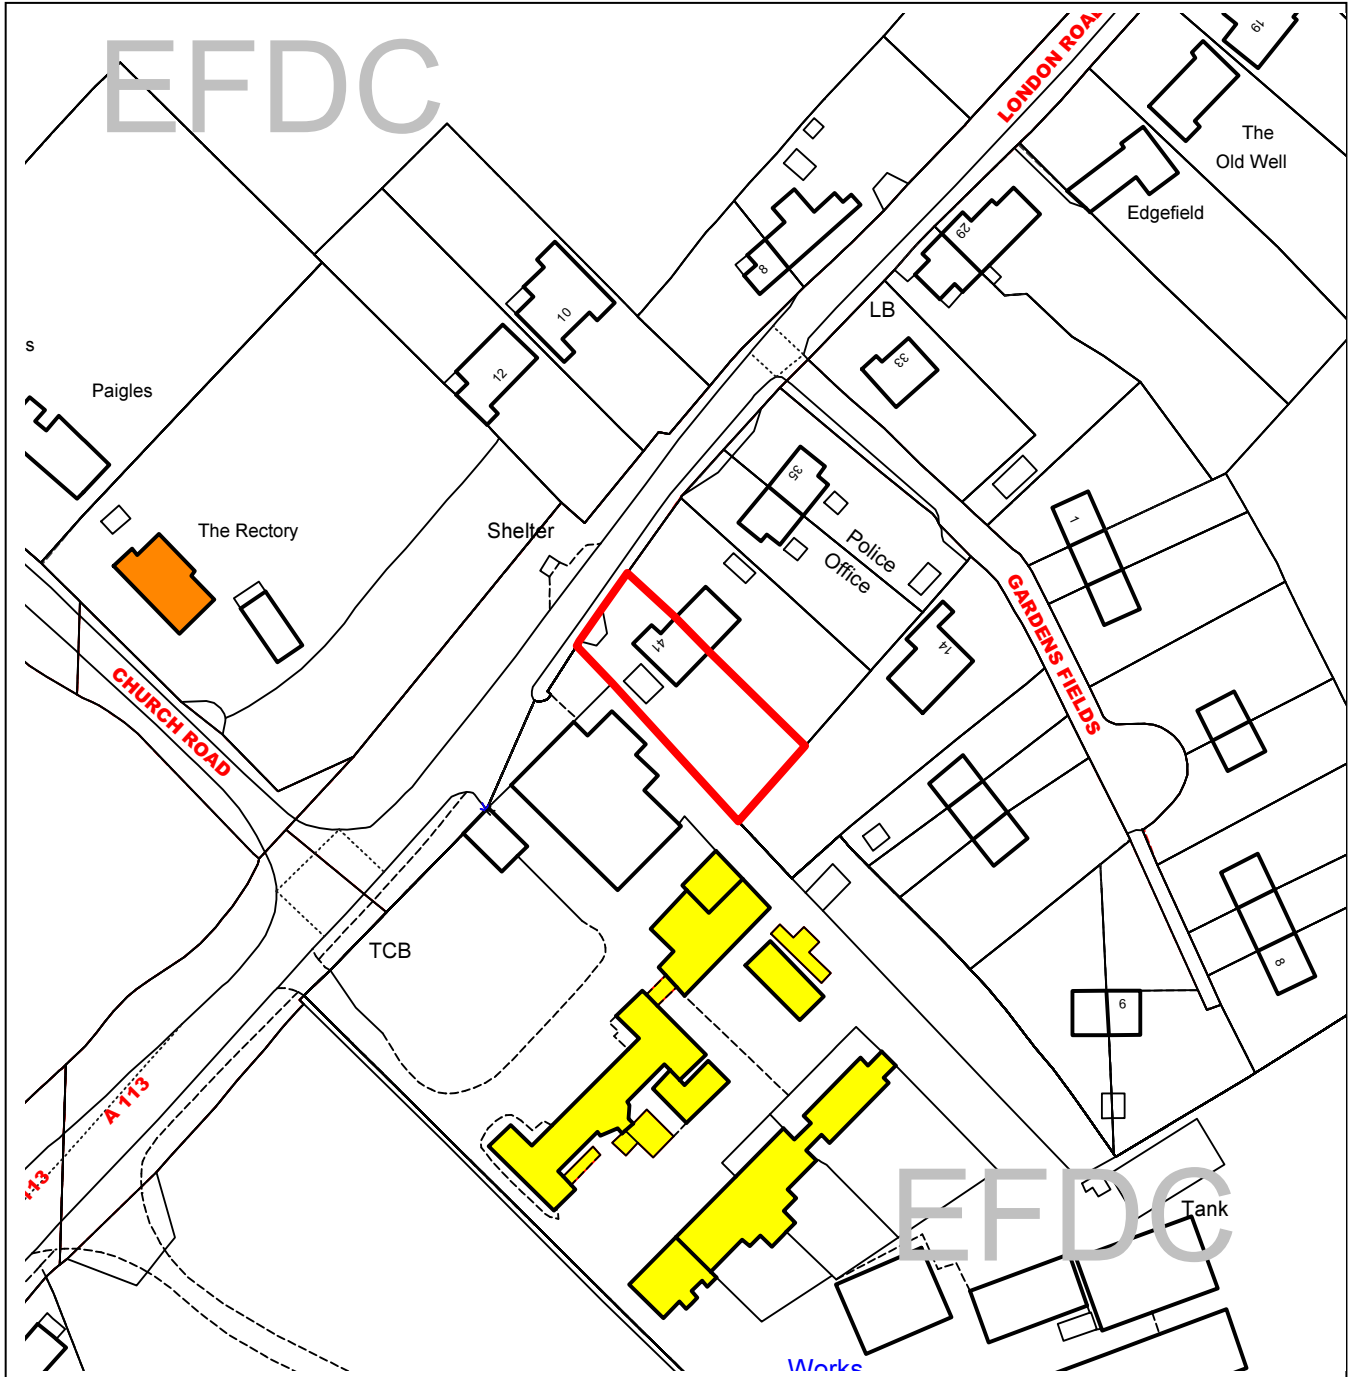 EFDC
LONDON ROAD
19
The
Old Well
Edgefield
29
8
LB
10
33
12
s
Paigles
35
1
The Rectory
Shelter
Police
Office
GARDENS FIELDS
41
14
CHURCH ROAD
TCB
8
6
A 113
EFDC
Tank
Works